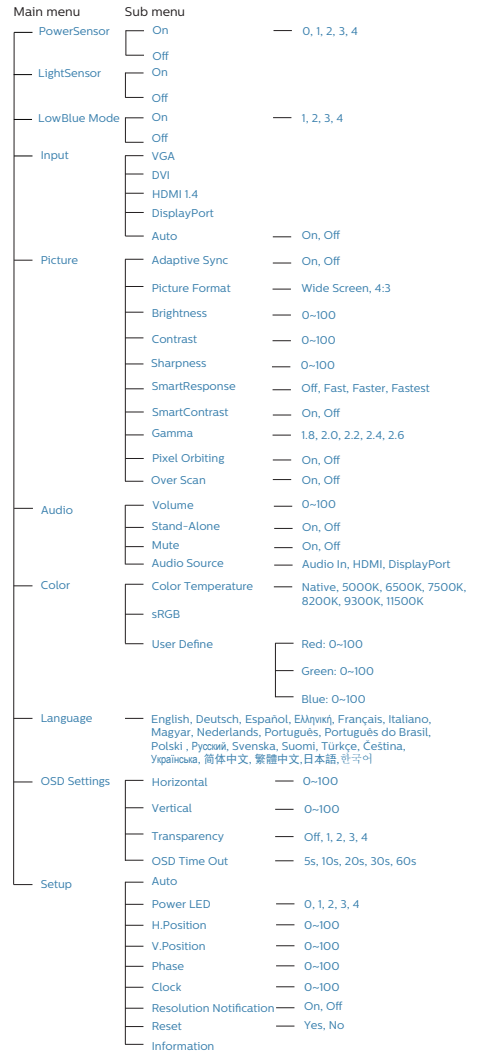 Main menu Sub menu
PowerSensor On 0, 1, 2, 3, 4
Off
LightSensor On
Off
LowBlue Mode On 1, 2, 3, 4
Off
Input VGA
DVI
HDMI 1.4
DisplayPort
Auto On, Off
Picture Adaptive Sync On, Off
Picture Format Wide Screen, 4:3
Brightness 0~100
Contrast 0~100
Sharpness 0~100
SmartResponse Off, Fast, Faster, Fastest
SmartContrast On, Off
Gamma 1.8, 2.0, 2.2, 2.4, 2.6
Pixel Orbiting On, Off
Over Scan On, Off
Audio Volume 0~100
Stand-Alone On, Off
Mute On, Off
Audio Source Audio In, HDMI, DisplayPort
Color Color Temperature Native, 5000K, 6500K, 7500K,
8200K, 9300K, 11500K
sRGB
User Define Red: 0~100
Green: 0~100
Blue: 0~100
Language English, Deutsch, Español, Ελληνική, Français, Italiano,
Magyar, Nederlands, Português, Português do Brasil,
Polski , Русский, Svenska, Suomi, Türkçe, Čeština,
Українська, 简体中文, 繁體中文,日本語,한국어
OSD Settings Horizontal 0~100
Vertical 0~100
Transparency Off, 1, 2, 3, 4
OSD Time Out 5s, 10s, 20s, 30s, 60s
Setup Auto
Power LED 0, 1, 2, 3, 4
H.Position 0~100
V.Position 0~100
Phase 0~100
Clock 0~100
Resolution Notification On, Off
Reset Yes, No
Information